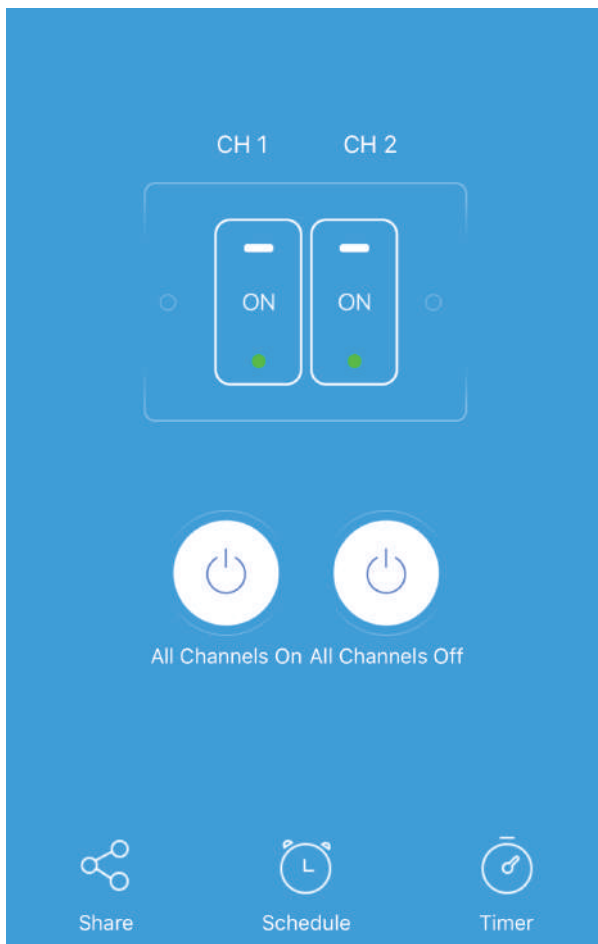 CH 1 CH 2
ON ON
All Channels On All Channels Off
Share Schedule Timer